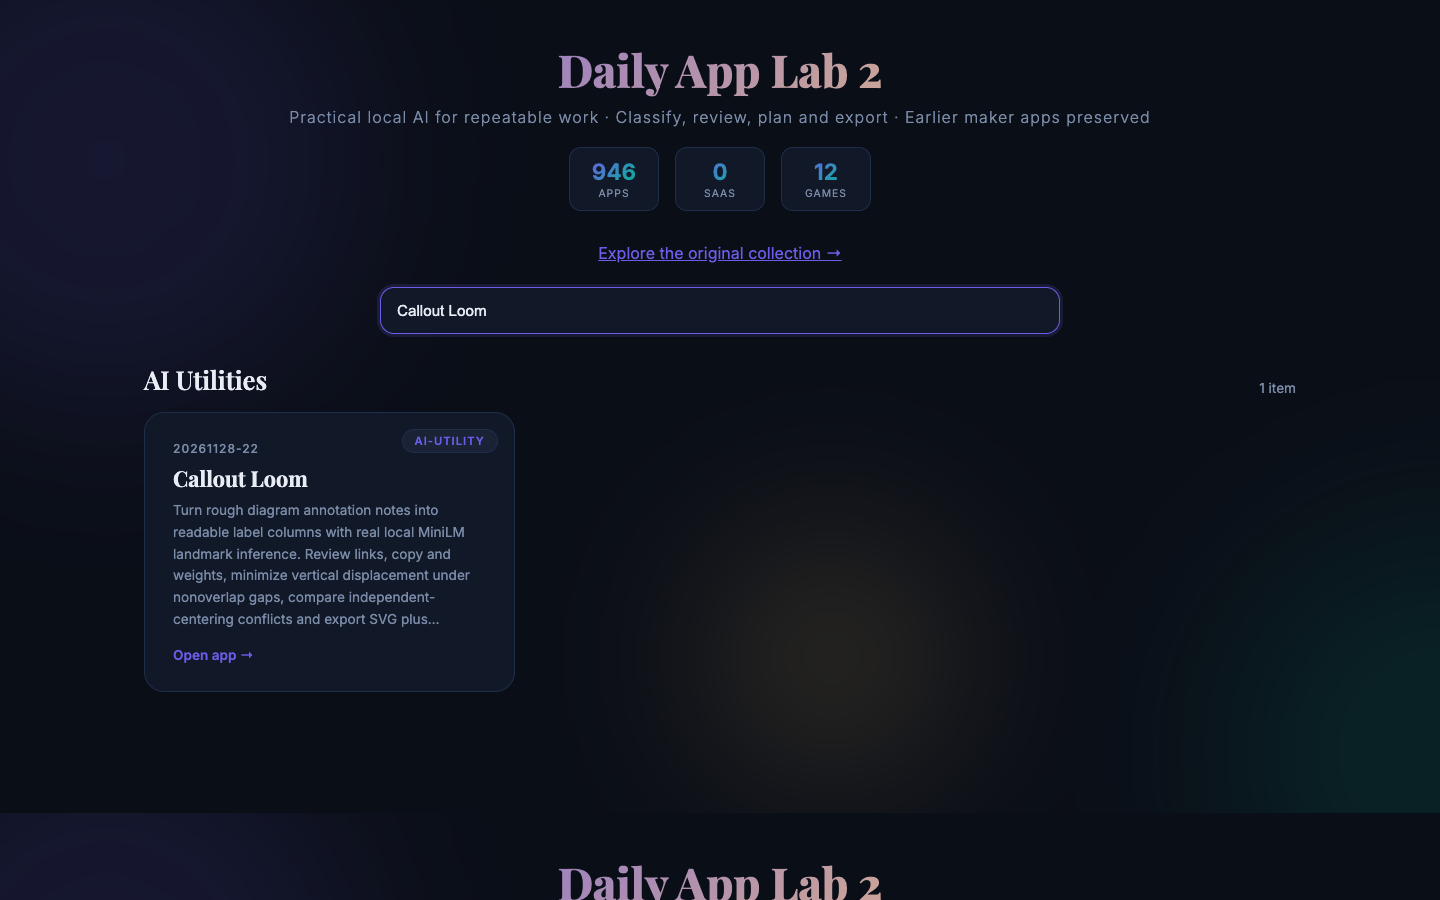 Daily App Lab 2
Practical local AI for repeatable work · Classify, review, plan and export · Earlier maker apps preserved
946
APPS
0
SAAS
12
GAMES
Explore the original collection →
Callout Loom
AI Utilities
1 item
20261128-22
AI-UTILITY
Callout Loom
Turn rough diagram annotation notes into
readable label columns with real local MiniLM
landmark inference. Review links, copy and
weights, minimize vertical displacement under
nonoverlap gaps, compare independent-
centering conflicts and export SVG plus...
Open app →
Daily App Lab 2